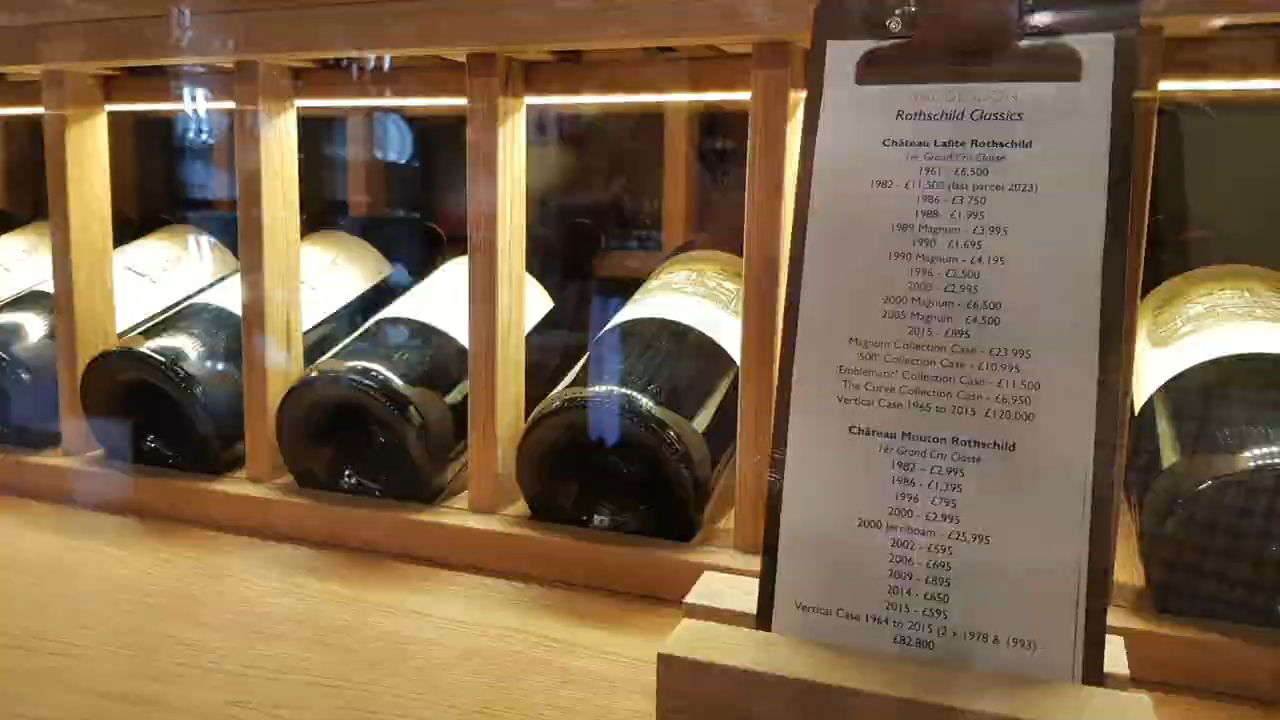 Rothschild Classics
Château Lafite Rothschild
1er Grand Cru Classé
1961 - £6,500
1982 - £11,500 (last parcel 2023)
1986 - £3,750
1988 - £1,995
1989 Magnum - £3,995
1990 - £1,695
1990 Magnum - £4,195
1996 - £2,500
2000 - £2,995
2000 Magnum - £6,500
2005 Magnum - £4,500
2015 - £895
Magnum Collection Case - £23,995
'500' Collection Case - £10,995
'Emblematic' Collection Case - £11,500
The Curve Collection Case - £6,950
Vertical Case 1965 to 2015 £120,000
Château Mouton Rothschild
1er Grand Cru Classé
1982 - £2,995
1986 - £1,395
1996 - £795
2000 - £2,995
2000 Jerriboam - £25,995
2002 - £595
2006 - £695
2009 - £895
2014 - £650
2015 - £595
Vertical Case 1964 to 2015 (2 x 1978 & 1993) -
£82,800